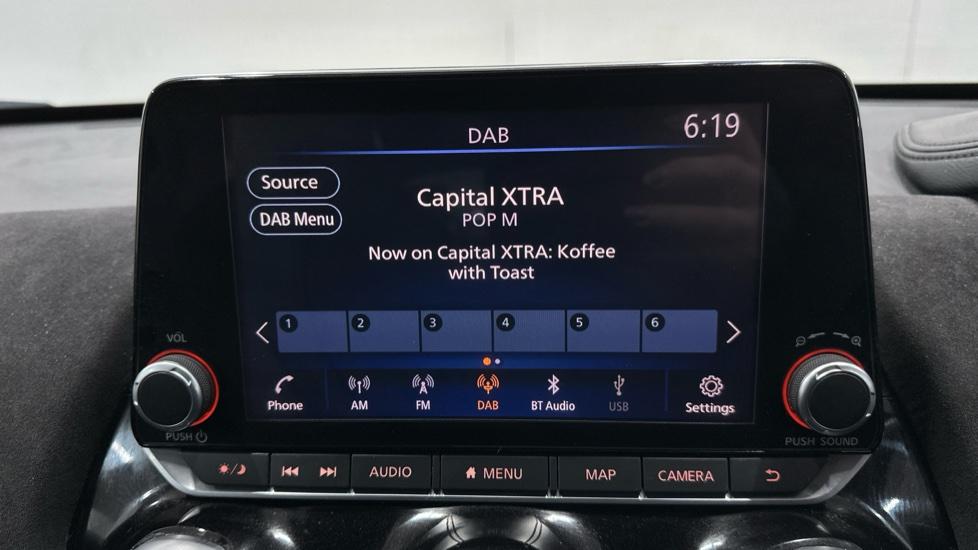 DAB
6:19
Source
DAB Menu
Capital XTRA
POP M
Now on Capital XTRA: Koffee
with Toast
1 2 3 4 5 6
Phone AM FM DAB BT Audio USB Settings
VOL
PUSH
PUSH SOUND
AUDIO MENU MAP CAMERA